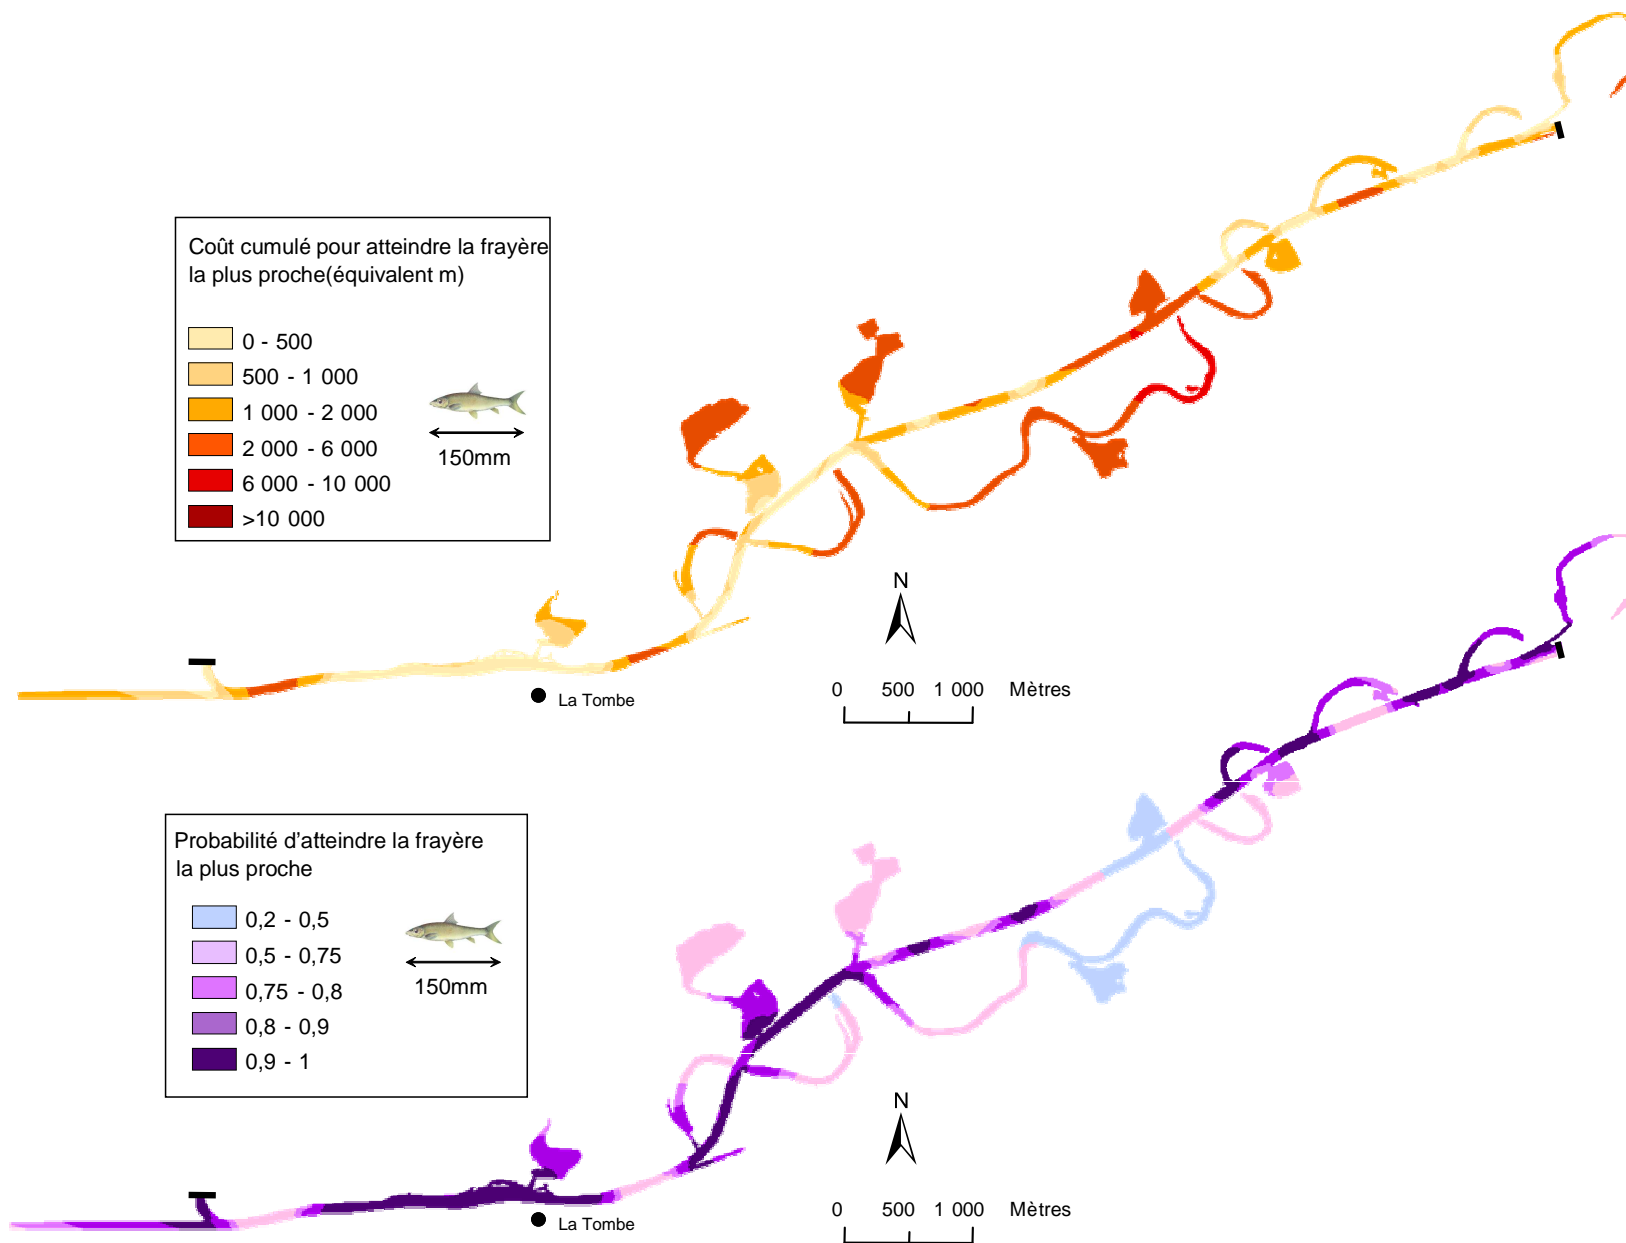 Coût cumulé pour atteindre la frayère
la plus proche(équivalent m)
0 - 500
500 - 1 000
1 000 - 2 000
2 000 - 6 000
6 000 - 10 000
>10 000
150mm
N
0 500 1 000 Mètres
La Tombe
Probabilité d'atteindre la frayère
la plus proche
0,2 - 0,5
0,5 - 0,75
0,75 - 0,8
0,8 - 0,9
0,9 - 1
150mm
N
0 500 1 000 Mètres
La Tombe